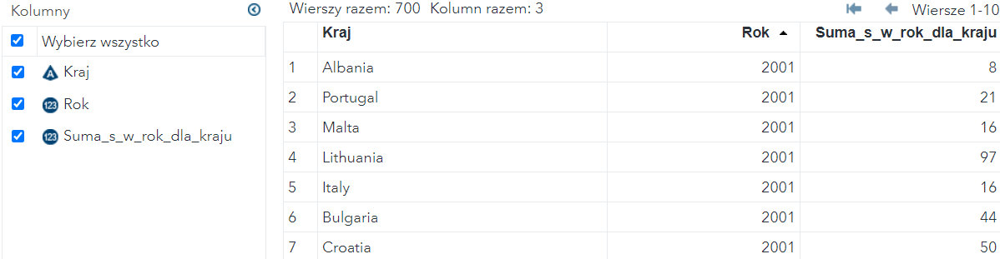 Kolumny
Wybierz wszystko
Kraj
Rok
Suma_s_w_rok_dla_kraju
Wierszy razem: 700 Kolumn razem: 3 Wiersze 1-10
Kraj Rok Suma_s_w_rok_dla_kraju
1 Albania 2001 8
2 Portugal 2001 21
3 Malta 2001 16
4 Lithuania 2001 97
5 Italy 2001 16
6 Bulgaria 2001 44
7 Croatia 2001 50